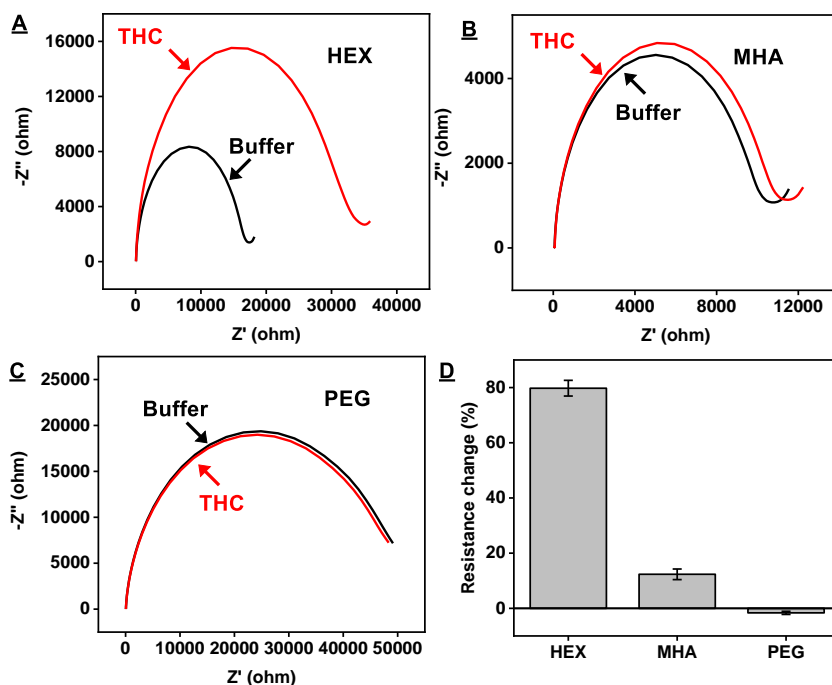 A
THC
HEX
Buffer
-Z" (ohm)
16000
12000
8000
4000
0
0 10000 20000 30000 40000
Z' (ohm)
B
THC
MHA
Buffer
-Z" (ohm)
4000
2000
0
0 4000 8000 12000
Z' (ohm)
C
Buffer
PEG
THC
-Z" (ohm)
25000
20000
15000
10000
5000
0
0 10000 20000 30000 40000 50000
Z' (ohm)
D
Resistance change (%)
80
60
40
20
0
HEX MHA PEG